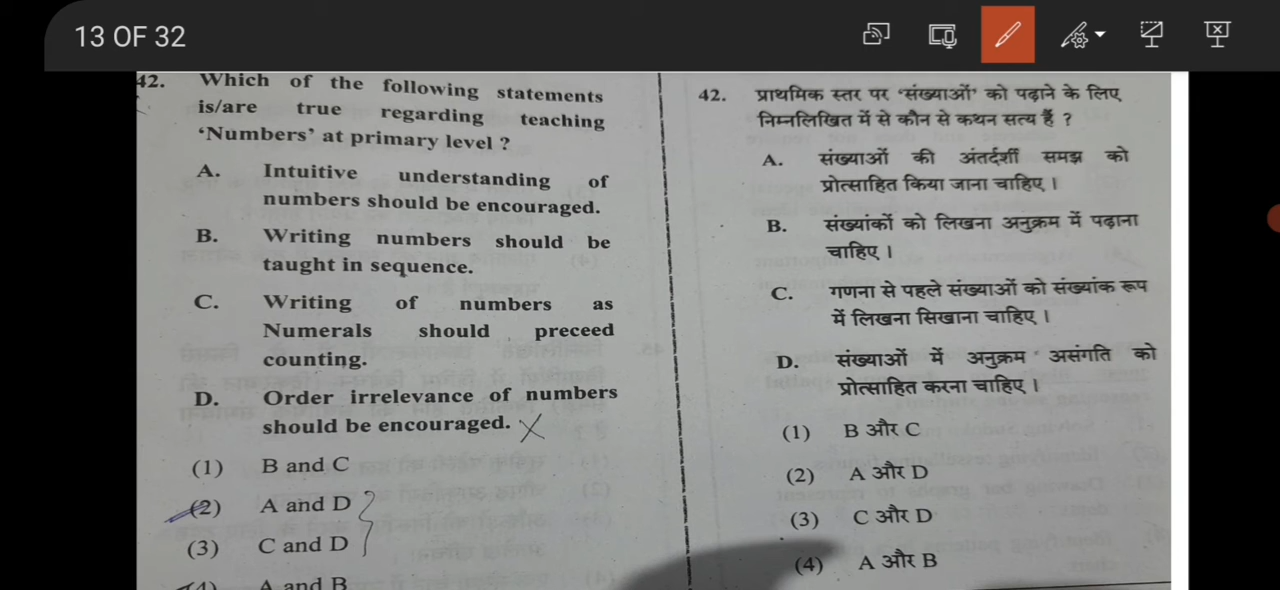 13 OF 32
42. Which of the following statements
is/are true regarding teaching
‘Numbers’ at primary level ?
A. Intuitive understanding of
numbers should be encouraged.
B. Writing numbers should be
taught in sequence.
C. Writing of numbers as
Numerals should preceed
counting.
D. Order irrelevance of numbers
should be encouraged.
(1) B and C
(2) A and D
(3) C and D
(4) A and B
42. प्राथमिक स्तर पर ‘संख्याओं’ को पढ़ाने के लिए
निम्नलिखित में से कौन से कथन सत्य हैं ?
A. संख्याओं की अंतर्दर्शी समझ को
प्रोत्साहित किया जाना चाहिए ।
B. संख्यांकों को लिखना अनुक्रम में पढ़ाना
चाहिए ।
C. गणना से पहले संख्याओं को संख्यांक रूप
में लिखना सिखाना चाहिए ।
D. संख्याओं में अनुक्रम असंगति को
प्रोत्साहित करना चाहिए ।
(1) B और C
(2) A और D
(3) C और D
(4) A और B